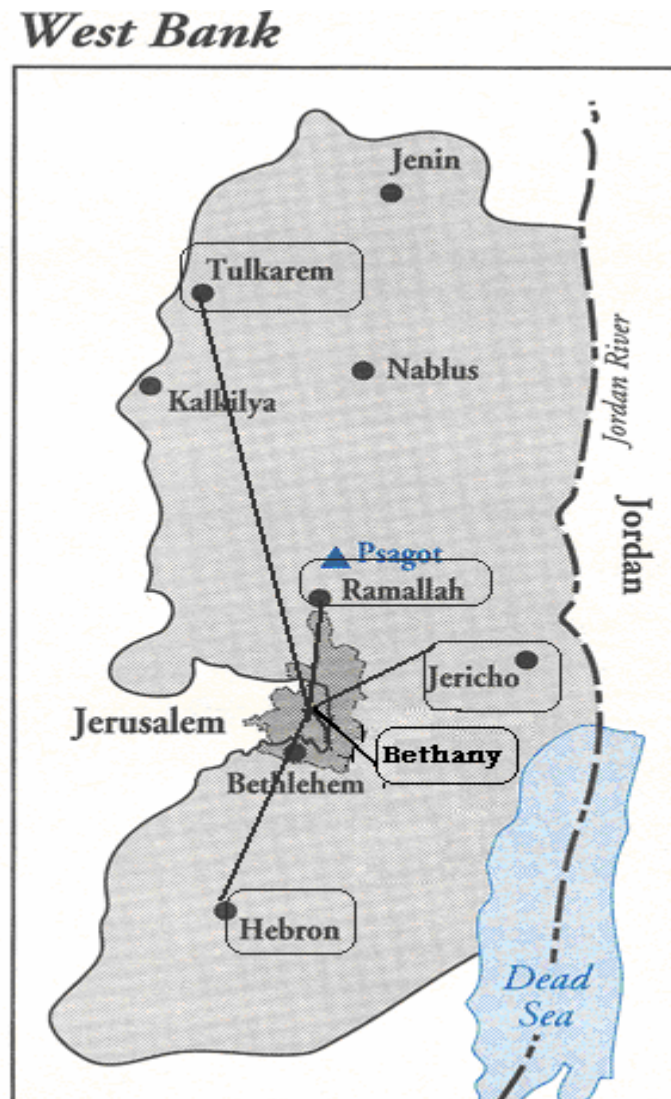 West Bank
Jenin
Tulkarem
Nablus
Kalkilya
Jordan River
Jordan
Psagot
Ramallah
Jericho
Jerusalem
Bethany
Bethlehem
Hebron
Dead
Sea